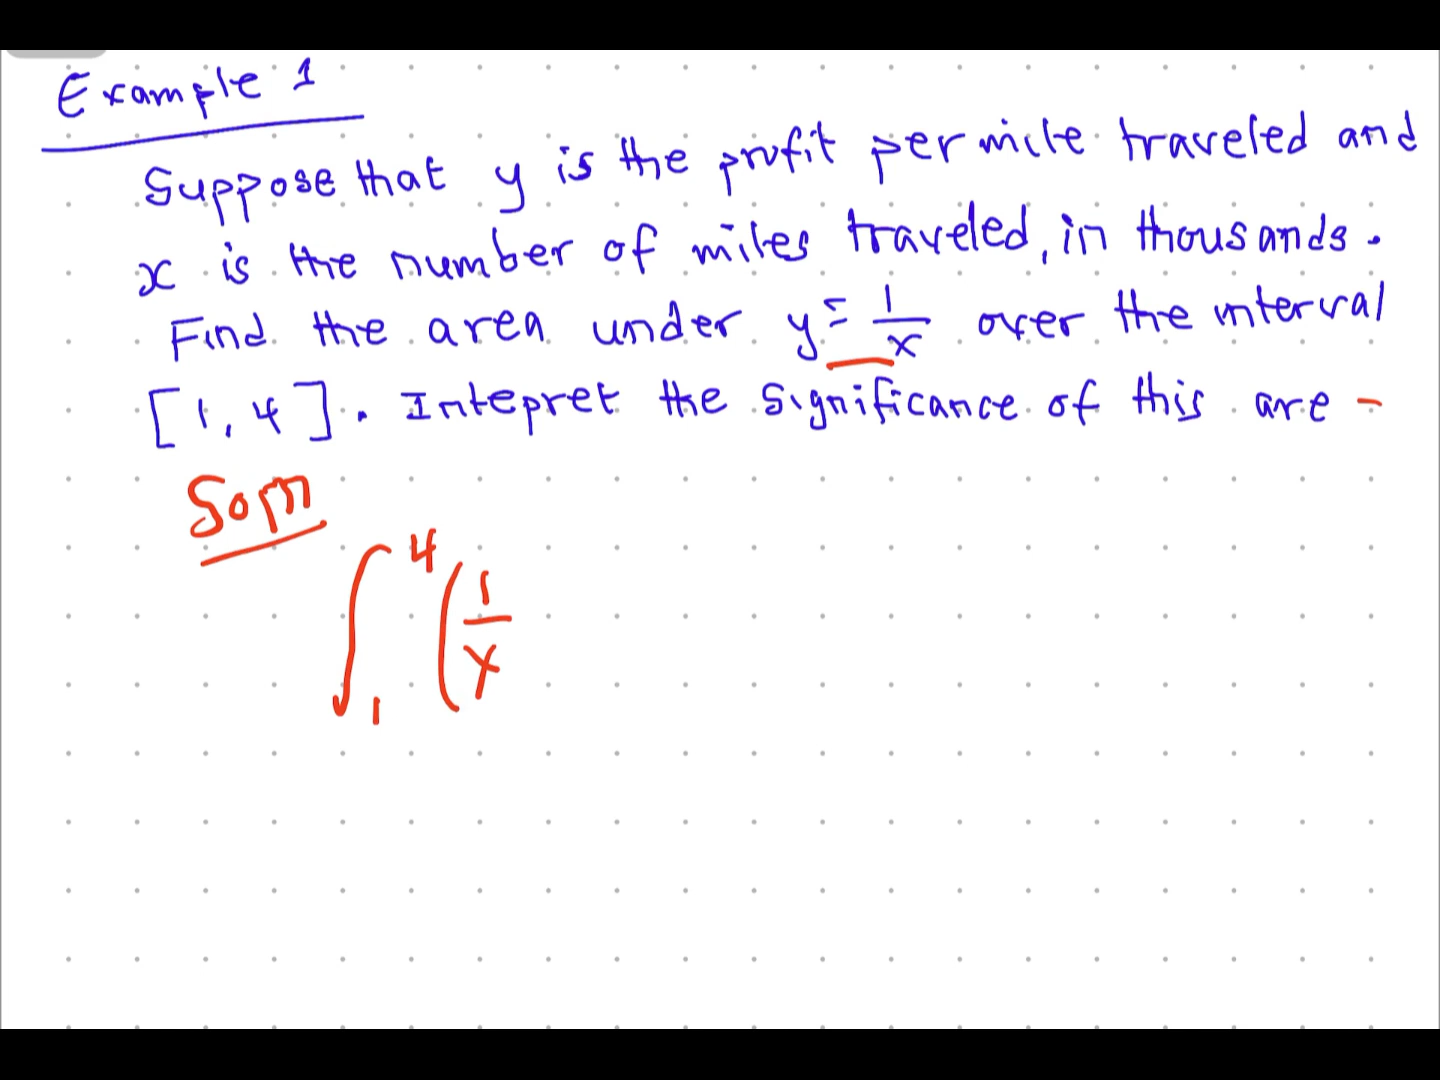 Example 1
Suppose that y is the profit per mile traveled and
x is the number of miles traveled, in thousands.
Find the area under y = 1/x over the interval
[1, 4]. Intepret the significance of this are
Soln
∫₁⁴ (1/x